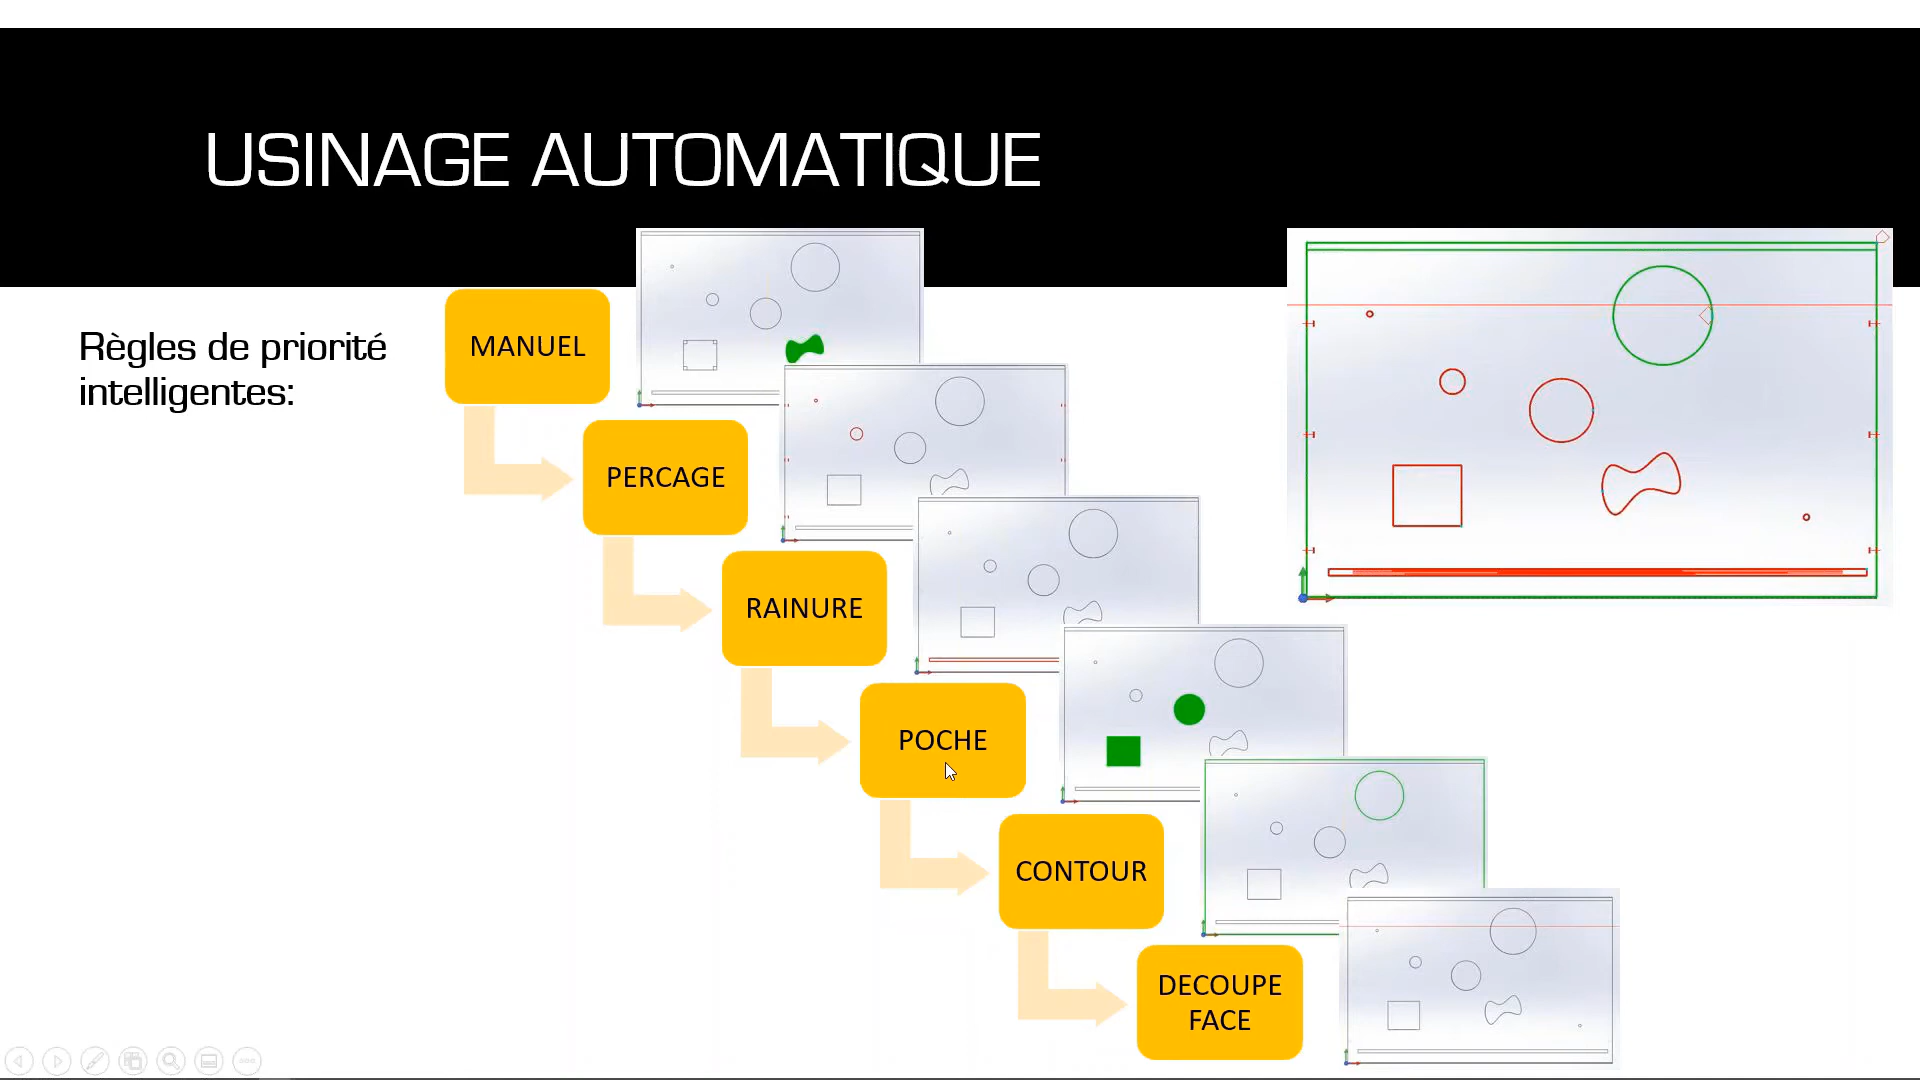 USINAGE AUTOMATIQUE
Règles de priorité
intelligentes:
MANUEL
PERCAGE
RAINURE
POCHE
CONTOUR
DECOUPE
FACE